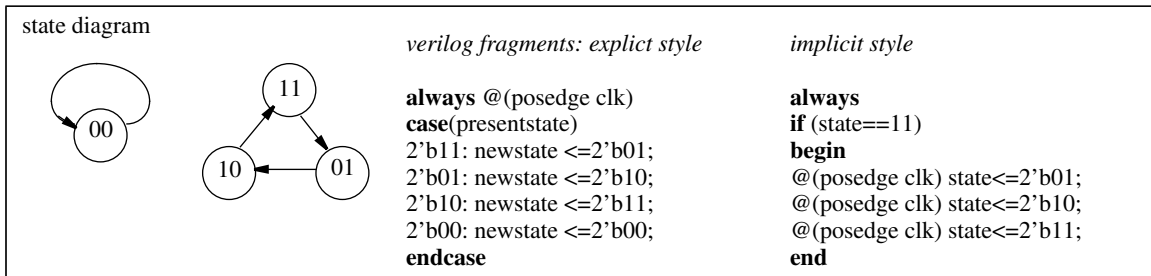 state diagram
00
11
10
01
verilog fragments: explict style
always @(posedge clk)
case(presentstate)
2'b11: newstate <=2'b01;
2'b01: newstate <=2'b10;
2'b10: newstate <=2'b11;
2'b00: newstate <=2'b00;
endcase
implicit style
always
if (state==11)
begin
@(posedge clk) state<=2'b01;
@(posedge clk) state<=2'b10;
@(posedge clk) state<=2'b11;
end